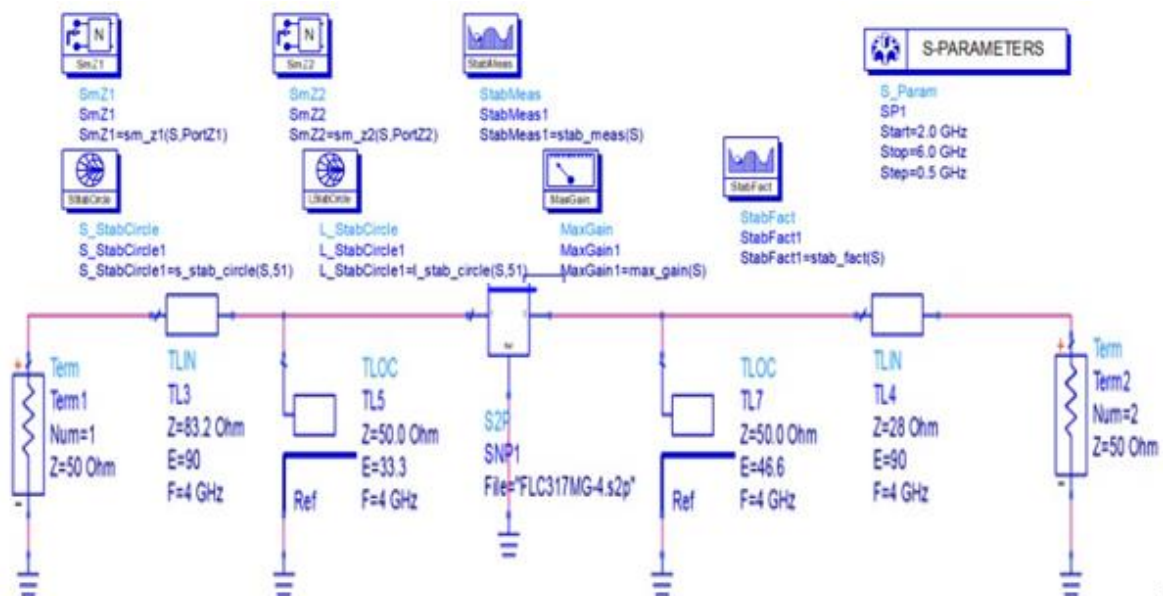 N
SmZ1
SmZ1
SmZ1
SmZ1=sm_z1(S,PortZ1)
N
SmZ2
SmZ2
SmZ2
SmZ2=sm_z2(S,PortZ2)
StabMeas
StabMeas
StabMeas1
StabMeas1=stab_meas(S)
S-PARAMETERS
S_Param
SP1
Start=2.0 GHz
Stop=6.0 GHz
Step=0.5 GHz
SStabCircle
S_StabCircle
S_StabCircle1
S_StabCircle1=s_stab_circle(S,51)
LStabCircle
L_StabCircle
L_StabCircle1
L_StabCircle1=l_stab_circle(S,51)
MaxGain
MaxGain
MaxGain1
MaxGain1=max_gain(S)
StabFact
StabFact
StabFact1
StabFact1=stab_fact(S)
+
Term
Term1
Num=1
Z=50 Ohm
-
TLIN
TL3
Z=83.2 Ohm
E=90
F=4 GHz
Ref
TLOC
TL5
Z=50.0 Ohm
E=33.3
F=4 GHz
S2P
SNP1
File="FLC317MG-4.s2p"
Ref
TLOC
TL7
Z=50.0 Ohm
E=46.6
F=4 GHz
TLIN
TL4
Z=28 Ohm
E=90
F=4 GHz
+
Term
Term2
Num=2
Z=50 Ohm
-